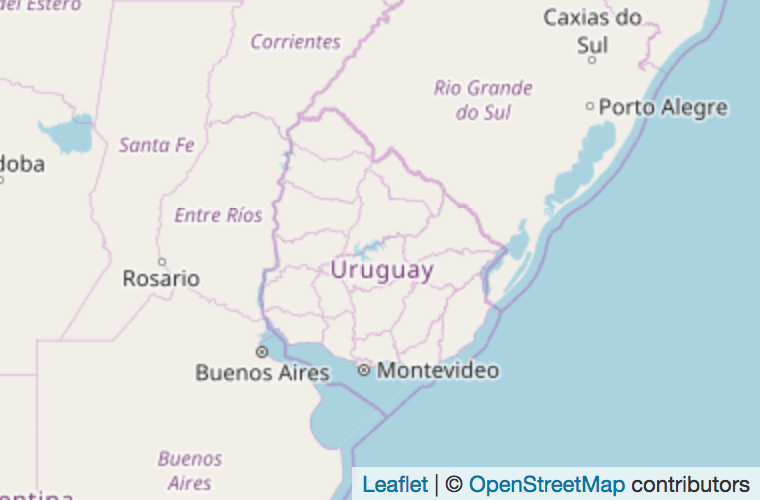 del Estero
Corrientes
Caxias do
Sul
Rio Grande
do Sul
Porto Alegre
Santa Fe
doba
Entre Ríos
Rosario
Uruguay
Buenos Aires
Montevideo
Buenos
Aires
entina
Leaflet | © OpenStreetMap contributors